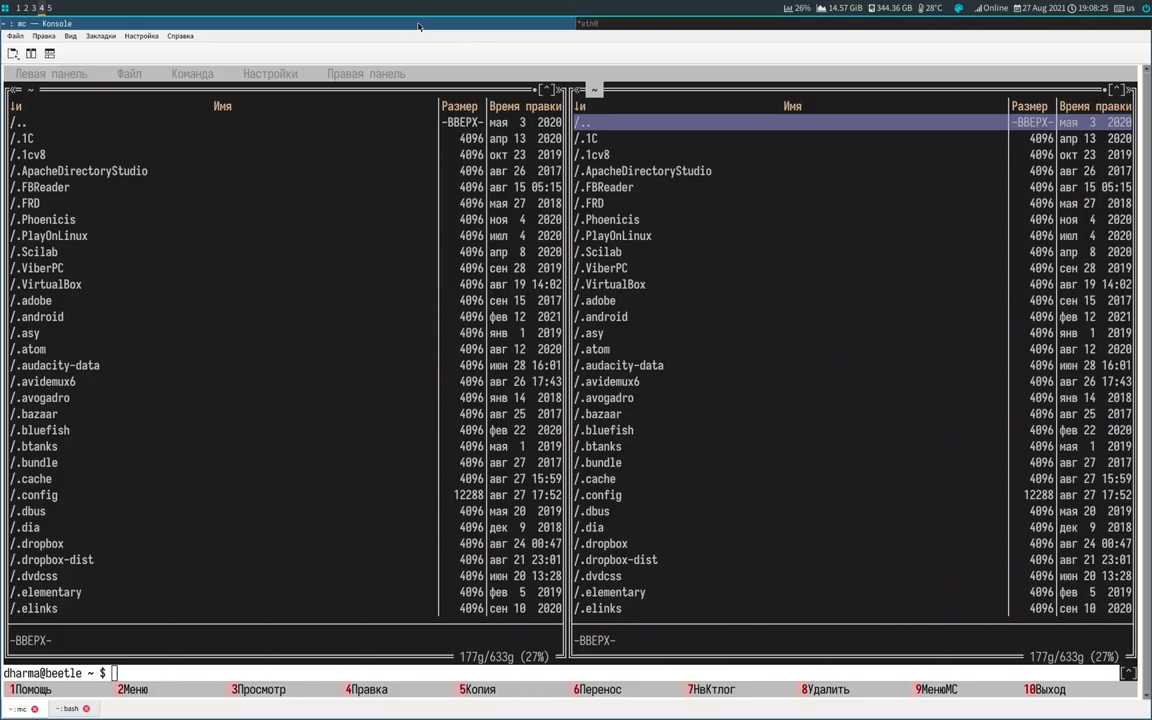 1 2 3 4 5 26% 14.57 GiB 344.36 GB 28°C Online 27 Aug 2021 19:08:25 us
~ : mc — Konsole *eth0
Файл Правка Вид Закладки Настройка Справка
Левая панель Файл Команда Настройки Правая панель
~ [^] ~ [^]
↓и Имя Размер Время правки ↓и Имя Размер Время правки
/.. -ВВЕРХ- мая 3 2020 /.. -ВВЕРХ- мая 3 2020
/.1C 4096 апр 13 2020 /.1C 4096 апр 13 2020
/.1cv8 4096 окт 23 2019 /.1cv8 4096 окт 23 2019
/.ApacheDirectoryStudio 4096 авг 26 2017 /.ApacheDirectoryStudio 4096 авг 26 2017
/.FBReader 4096 авг 15 05:15 /.FBReader 4096 авг 15 05:15
/.FRD 4096 мая 27 2018 /.FRD 4096 мая 27 2018
/.Phoenicis 4096 ноя 4 2020 /.Phoenicis 4096 ноя 4 2020
/.PlayOnLinux 4096 июл 4 2020 /.PlayOnLinux 4096 июл 4 2020
/.Scilab 4096 апр 8 2020 /.Scilab 4096 апр 8 2020
/.ViberPC 4096 сен 28 2019 /.ViberPC 4096 сен 28 2019
/.VirtualBox 4096 авг 19 14:02 /.VirtualBox 4096 авг 19 14:02
/.adobe 4096 сен 15 2017 /.adobe 4096 сен 15 2017
/.android 4096 фев 12 2021 /.android 4096 фев 12 2021
/.asy 4096 янв 1 2019 /.asy 4096 янв 1 2019
/.atom 4096 авг 12 2020 /.atom 4096 авг 12 2020
/.audacity-data 4096 июн 28 16:01 /.audacity-data 4096 июн 28 16:01
/.avidemux6 4096 авг 26 17:43 /.avidemux6 4096 авг 26 17:43
/.avogadro 4096 янв 14 2018 /.avogadro 4096 янв 14 2018
/.bazaar 4096 авг 25 2017 /.bazaar 4096 авг 25 2017
/.bluefish 4096 фев 22 2020 /.bluefish 4096 фев 22 2020
/.btanks 4096 мая 1 2019 /.btanks 4096 мая 1 2019
/.bundle 4096 авг 27 2017 /.bundle 4096 авг 27 2017
/.cache 4096 авг 27 15:59 /.cache 4096 авг 27 15:59
/.config 12288 авг 27 17:52 /.config 12288 авг 27 17:52
/.dbus 4096 мая 20 2019 /.dbus 4096 мая 20 2019
/.dia 4096 дек 9 2018 /.dia 4096 дек 9 2018
/.dropbox 4096 авг 24 00:47 /.dropbox 4096 авг 24 00:47
/.dropbox-dist 4096 авг 21 23:01 /.dropbox-dist 4096 авг 21 23:01
/.dvdcss 4096 июн 20 13:28 /.dvdcss 4096 июн 20 13:28
/.elementary 4096 фев 5 2019 /.elementary 4096 фев 5 2019
/.elinks 4096 сен 10 2020 /.elinks 4096 сен 10 2020
-ВВЕРХ- -ВВЕРХ-
177g/633g (27%) 177g/633g (27%)
dharma@beetle ~ $ [^]
1Помощь 2Меню 3Просмотр 4Правка 5Копия 6Перенос 7НвКтлог 8Удалить 9МенюМС 10Выход
~ : mc ~ : bash